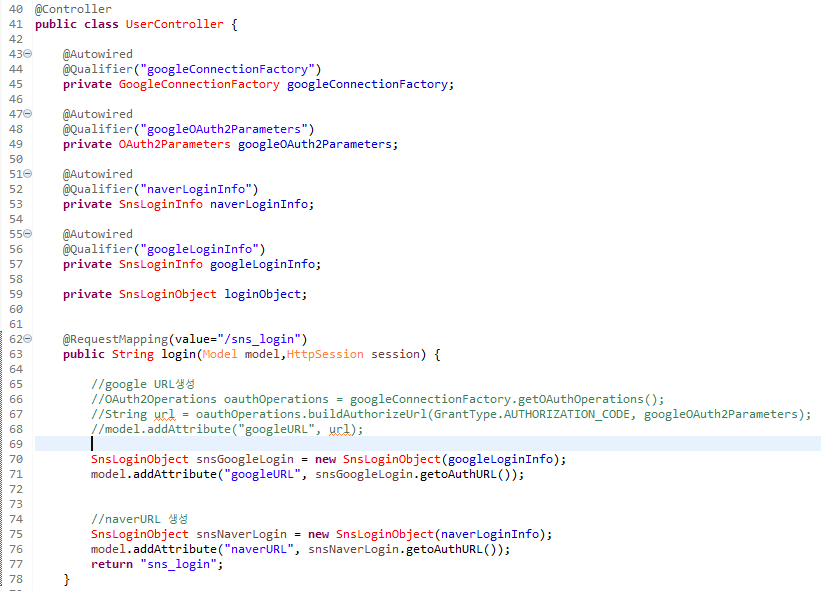 40 @Controller
41 public class UserController {
42
43 @Autowired
44 @Qualifier("googleConnectionFactory")
45 private GoogleConnectionFactory googleConnectionFactory;
46
47 @Autowired
48 @Qualifier("googleOAuth2Parameters")
49 private OAuth2Parameters googleOAuth2Parameters;
50
51 @Autowired
52 @Qualifier("naverLoginInfo")
53 private SnsLoginInfo naverLoginInfo;
54
55 @Autowired
56 @Qualifier("googleLoginInfo")
57 private SnsLoginInfo googleLoginInfo;
58
59 private SnsLoginObject loginObject;
60
61
62 @RequestMapping(value="/sns_login")
63 public String login(Model model,HttpSession session) {
64
65 //google URL생성
66 //OAuth2Operations oauthOperations = googleConnectionFactory.getOAuthOperations();
67 //String url = oauthOperations.buildAuthorizeUrl(GrantType.AUTHORIZATION_CODE, googleOAuth2Parameters);
68 //model.addAttribute("googleURL", url);
69
70 SnsLoginObject snsGoogleLogin = new SnsLoginObject(googleLoginInfo);
71 model.addAttribute("googleURL", snsGoogleLogin.getoAuthURL());
72
73
74 //naverURL 생성
75 SnsLoginObject snsNaverLogin = new SnsLoginObject(naverLoginInfo);
76 model.addAttribute("naverURL", snsNaverLogin.getoAuthURL());
77 return "sns_login";
78 }